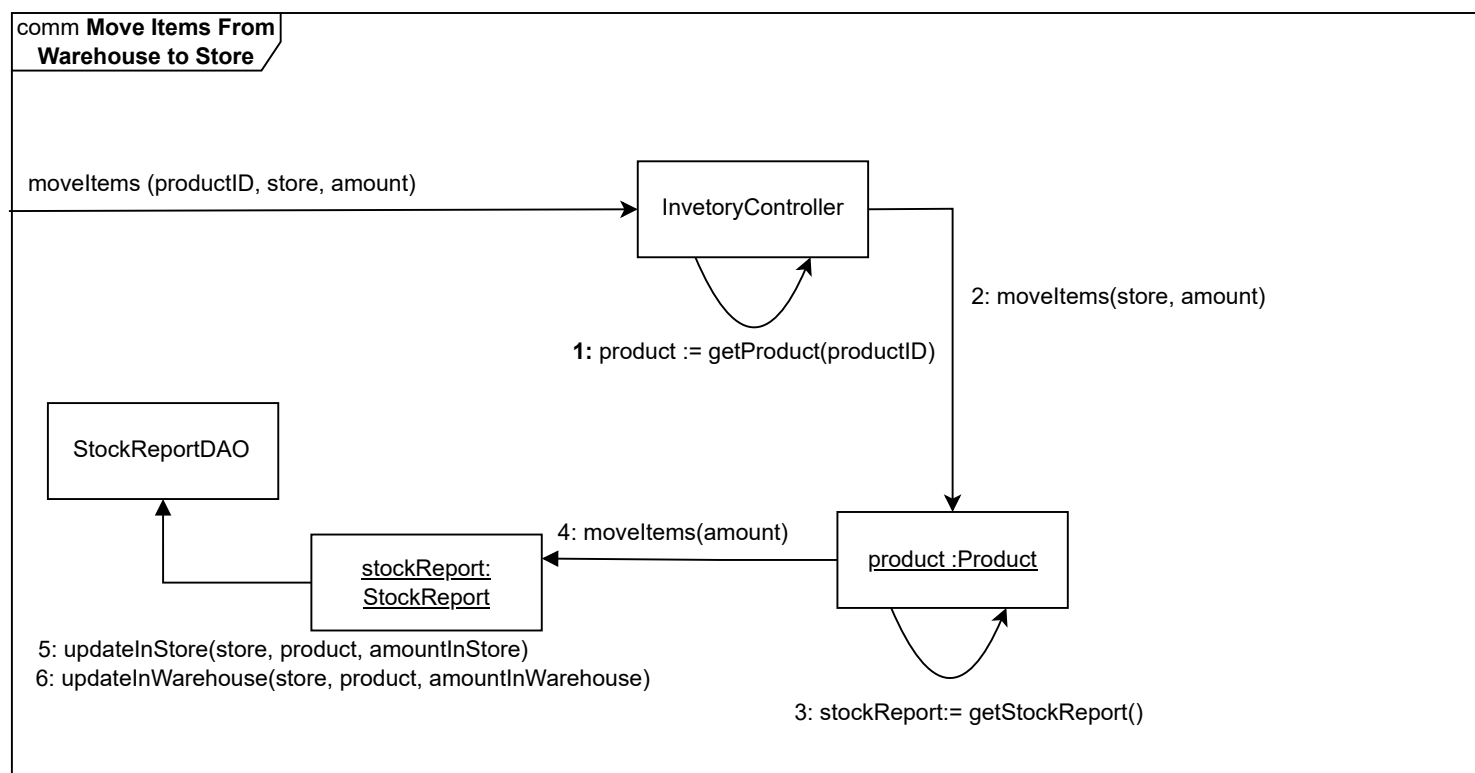 comm Move Items From
Warehouse to Store
moveItems (productID, store, amount)
InvetoryController
2: moveItems(store, amount)
1: product := getProduct(productID)
StockReportDAO
4: moveItems(amount)
product :Product
stockReport:
StockReport
5: updateInStore(store, product, amountInStore)
6: updateInWarehouse(store, product, amountInWarehouse)
3: stockReport:= getStockReport()